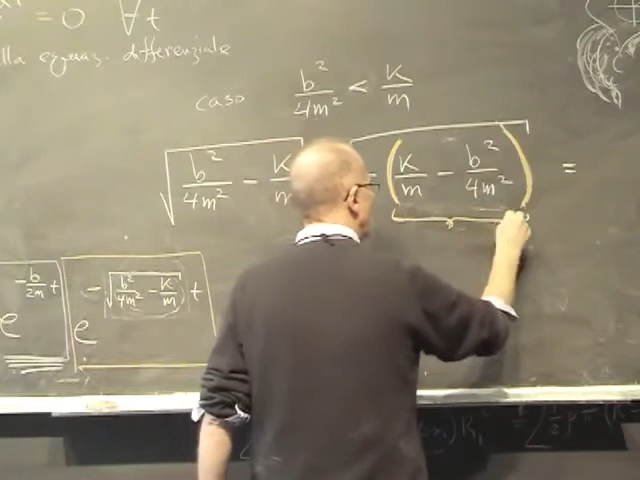 = 0 ∀t
lla equaz. differenziale
caso b²/4m² < K/m
√(b²/4m² - K/m) √(-(K/m - b²/4m²)) =
e^(-b/2m t) e^(-√(b²/4m² - K/m) t)